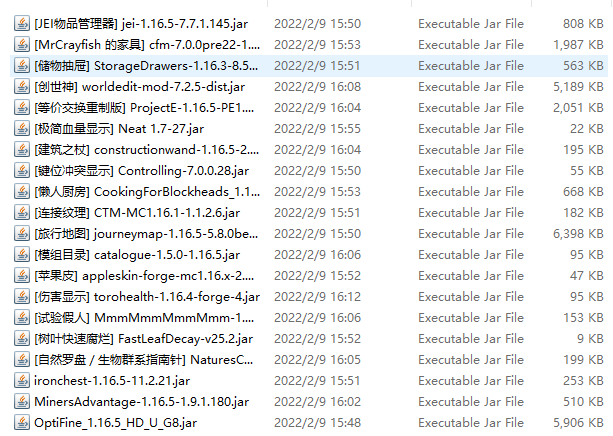 [JEI物品管理器] jei-1.16.5-7.7.1.145.jar 2022/2/9 15:50 Executable Jar File 808 KB
[MrCrayfish 的家具] cfm-7.0.0pre22-1.... 2022/2/9 15:53 Executable Jar File 1,987 KB
[储物抽屉] StorageDrawers-1.16.3-8.5... 2022/2/9 15:51 Executable Jar File 563 KB
[创世神] worldedit-mod-7.2.5-dist.jar 2022/2/9 16:08 Executable Jar File 5,189 KB
[等价交换重制版] ProjectE-1.16.5-PE1.... 2022/2/9 16:04 Executable Jar File 2,051 KB
[极简血量显示] Neat 1.7-27.jar 2022/2/9 15:55 Executable Jar File 22 KB
[建筑之杖] constructionwand-1.16.5-2.... 2022/2/9 16:04 Executable Jar File 195 KB
[键位冲突显示] Controlling-7.0.0.28.jar 2022/2/9 15:50 Executable Jar File 55 KB
[懒人厨房] CookingForBlockheads_1.1... 2022/2/9 15:53 Executable Jar File 668 KB
[连接纹理] CTM-MC1.16.1-1.1.2.6.jar 2022/2/9 15:51 Executable Jar File 182 KB
[旅行地图] journeymap-1.16.5-5.8.0be... 2022/2/9 15:50 Executable Jar File 6,398 KB
[模组目录] catalogue-1.5.0-1.16.5.jar 2022/2/9 16:06 Executable Jar File 95 KB
[苹果皮] appleskin-forge-mc1.16.x-2.... 2022/2/9 15:52 Executable Jar File 47 KB
[伤害显示] torohealth-1.16.4-forge-4.jar 2022/2/9 16:12 Executable Jar File 95 KB
[试验假人] MmmMmmMmmMmm-1.... 2022/2/9 16:06 Executable Jar File 153 KB
[树叶快速腐烂] FastLeafDecay-v25.2.jar 2022/2/9 15:52 Executable Jar File 9 KB
[自然罗盘 / 生物群系指南针] NaturesC... 2022/2/9 16:05 Executable Jar File 199 KB
ironchest-1.16.5-11.2.21.jar 2022/2/9 15:51 Executable Jar File 253 KB
MinersAdvantage-1.16.5-1.9.1.180.jar 2022/2/9 16:02 Executable Jar File 510 KB
OptiFine_1.16.5_HD_U_G8.jar 2022/2/9 15:48 Executable Jar File 5,906 KB